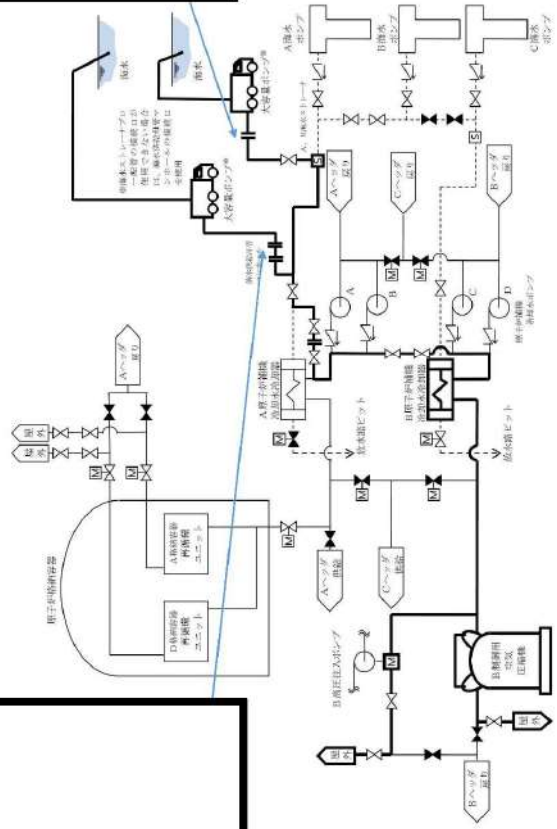 原子炉格納容器
D格納容器
再循環
ユニット
A格納容器
再循環
ユニット
屋外
屋外
Aヘッダ
戻り
海水
海水
大容量ポンプ※
大容量ポンプ※
A海水
ポンプ
B海水
ポンプ
C海水
ポンプ
S
S
Aヘッダ
戻り
Cヘッダ
戻り
Bヘッダ
戻り
A
B
C
D
原子炉補機
冷却水ポンプ
A原子炉補機
冷却水冷却器
B原子炉補機
冷却水冷却器
放水路ピット
放水路ピット
Aヘッダ
供給
Cヘッダ
供給
B高圧注入ポンプ
B制御用
空気
圧縮機
屋外
屋外
Bヘッダ
戻り
M
M
M
M
M
M
M
M
M
M